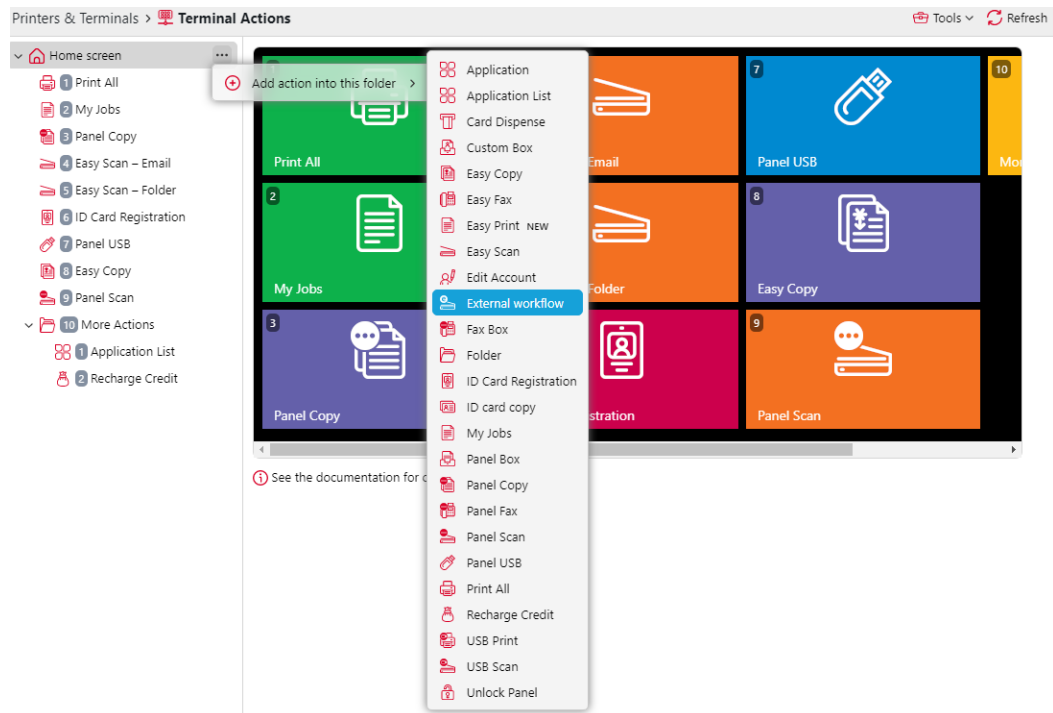 Printers & Terminals > Terminal Actions
Tools
Refresh
Home screen
...
1 Print All
2 My Jobs
3 Panel Copy
4 Easy Scan – Email
5 Easy Scan – Folder
6 ID Card Registration
7 Panel USB
8 Easy Copy
9 Panel Scan
10 More Actions
1 Application List
2 Recharge Credit
Add action into this folder >
Application
Application List
Card Dispense
Custom Box
Easy Copy
Easy Fax
Easy Print NEW
Easy Scan
Edit Account
External workflow
Fax Box
Folder
ID Card Registration
ID card copy
My Jobs
Panel Box
Panel Copy
Panel Fax
Panel Scan
Panel USB
Print All
Recharge Credit
USB Print
USB Scan
Unlock Panel
Print All
2
My Jobs
3
Panel Copy
Email
Folder
stration
7
Panel USB
8
Easy Copy
9
Panel Scan
10
Mo
See the documentation for